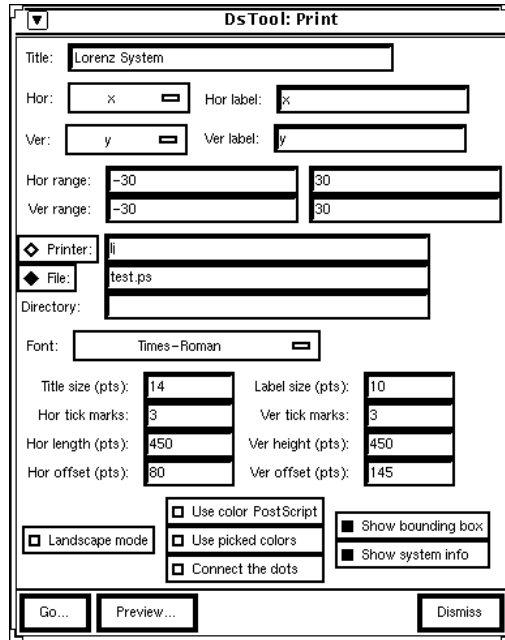 DsTool: Print
Title: Lorenz System
Hor: x Hor label: x
Ver: y Ver label: y
Hor range: -30 30
Ver range: -30 30
Printer: lj
File: test.ps
Directory:
Font: Times-Roman
Title size (pts): 14 Label size (pts): 10
Hor tick marks: 3 Ver tick marks: 3
Hor length (pts): 450 Ver height (pts): 450
Hor offset (pts): 80 Ver offset (pts): 145
Use color PostScript
Show bounding box
Landscape mode Use picked colors
Show system info
Connect the dots
Go... Preview... Dismiss